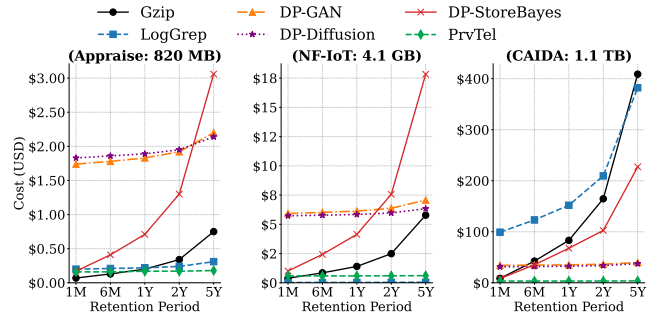 Gzip
DP-GAN
DP-StoreBayes
LogGrep
DP-Diffusion
PrvTel
(Appraise: 820 MB)
(NF-IoT: 4.1 GB)
(CAIDA: 1.1 TB)
Cost (USD)
$3.00
$2.50
$2.00
$1.50
$1.00
$0.50
$0.00
1M 6M 1Y 2Y 5Y
Retention Period
$18
$15
$12
$10
$8
$5
$2
$0
1M 6M 1Y 2Y 5Y
Retention Period
$400
$300
$200
$100
$0
1M 6M 1Y 2Y 5Y
Retention Period